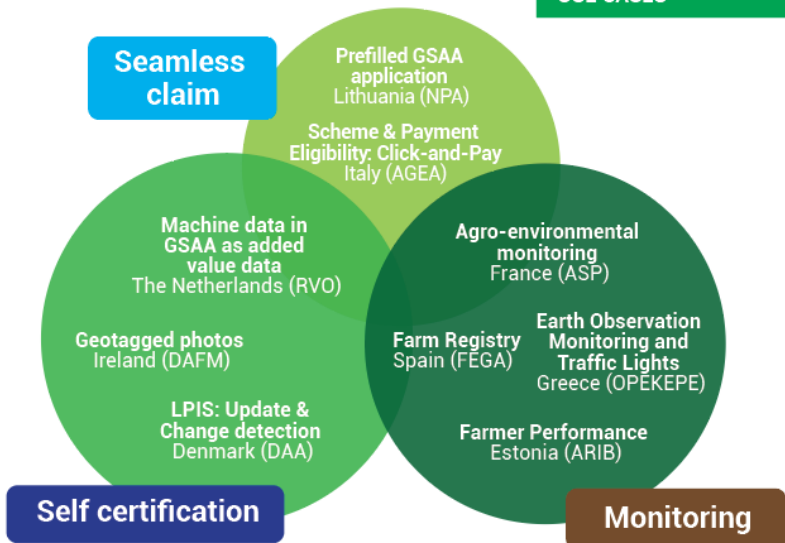 Seamless
claim
Prefilled GSAA
application
Lithuania (NPA)
Scheme & Payment
Eligibility: Click-and-Pay
Italy (AGEA)
Machine data in
GSAA as added
value data
The Netherlands (RVO)
Geotagged photos
Ireland (DAFM)
LPIS: Update &
Change detection
Denmark (DAA)
Agro-environmental
monitoring
France (ASP)
Farm Registry
Spain (FEGA)
Earth Observation
Monitoring and
Traffic Lights
Greece (OPEKEPE)
Farmer Performance
Estonia (ARIB)
Self certification
Monitoring